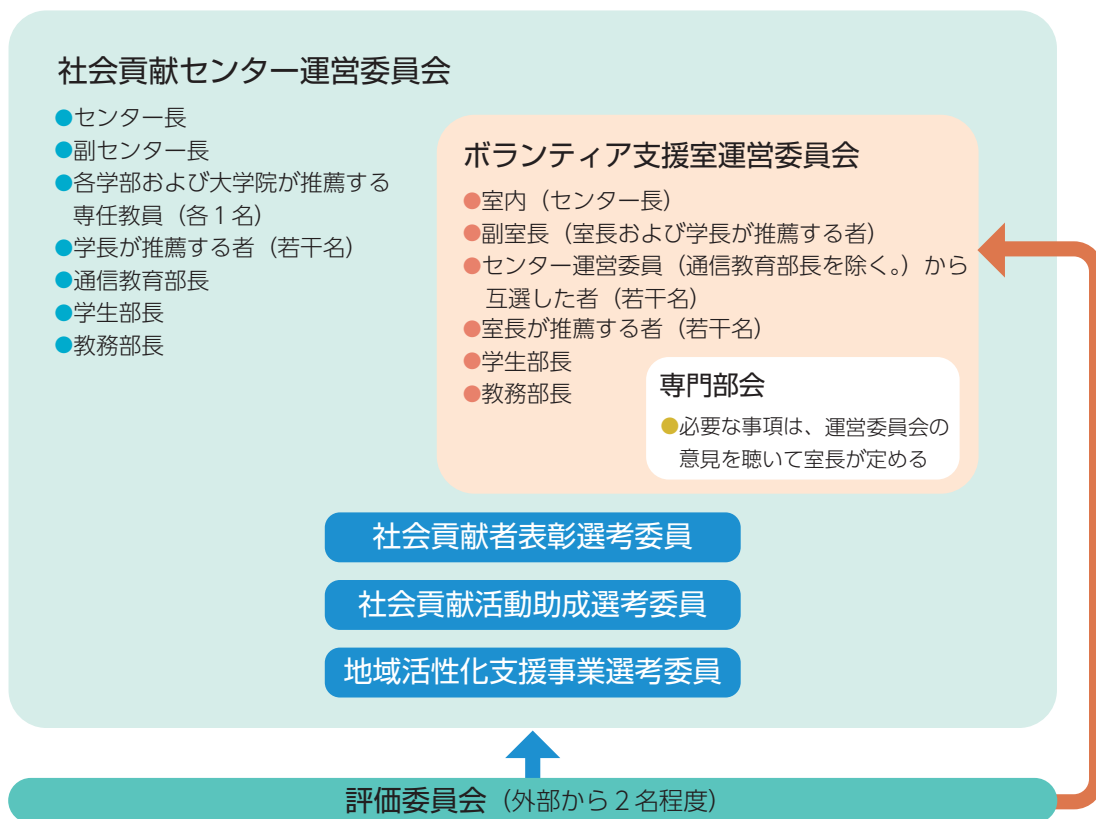 社会貢献センター運営委員会
●センター長
●副センター長
●各学部および大学院が推薦する
専任教員（各１名）
●学長が推薦する者（若干名）
●通信教育部長
●学生部長
●教務部長
ボランティア支援室運営委員会
●室内（センター長）
●副室長（室長および学長が推薦する者）
●センター運営委員（通信教育部長を除く。）から
互選した者（若干名）
●室長が推薦する者（若干名）
●学生部長
●教務部長
専門部会
●必要な事項は、運営委員会の
意見を聴いて室長が定める
社会貢献者表彰選考委員
社会貢献活動助成選考委員
地域活性化支援事業選考委員
評価委員会（外部から２名程度）